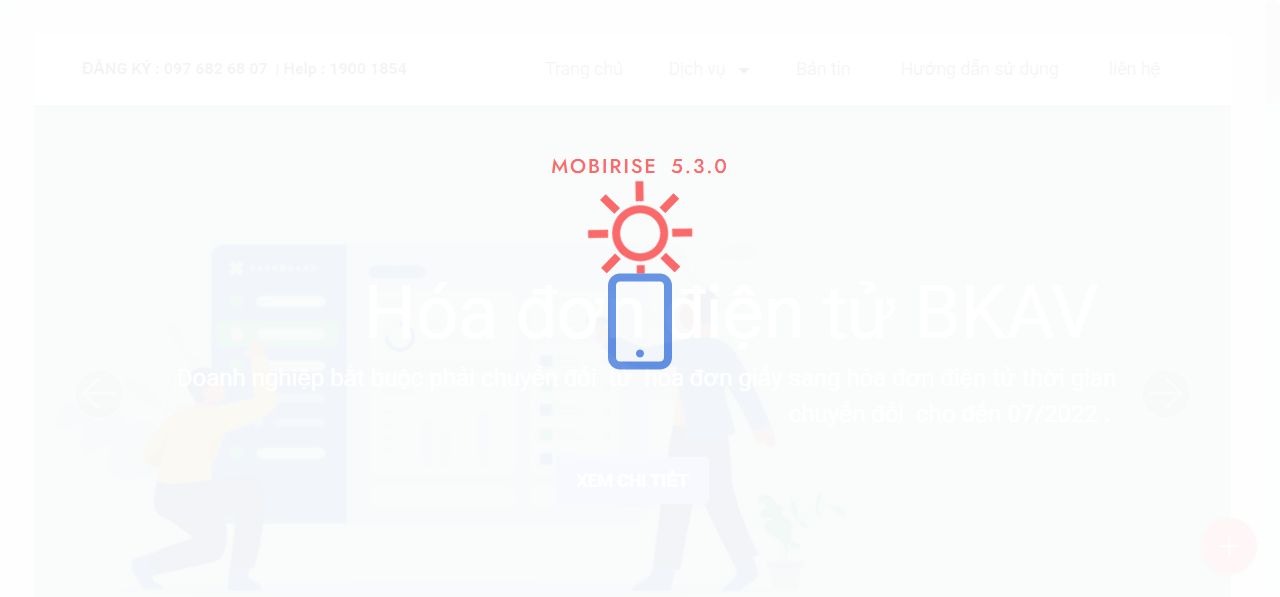 ĐĂNG KÝ : 097 682 68 07 | Help : 1900 1854
Trang chủ Dịch vụ Bản tin Hướng dẫn sử dụng liên hệ
MOBIRISE 5.3.0
Hóa đơn điện tử BKAV
Doanh nghiệp bắt buộc phải chuyển đổi từ hóa đơn giấy sang hóa đơn điện tử thời gian
chuyển đổi cho đến 07/2022 .
XEM CHI TIẾT